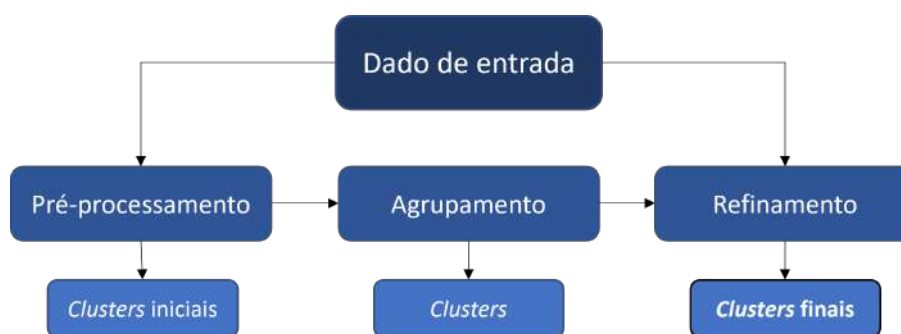 Dado de entrada
Pré-processamento
Agrupamento
Refinamento
Clusters iniciais
Clusters
Clusters finais